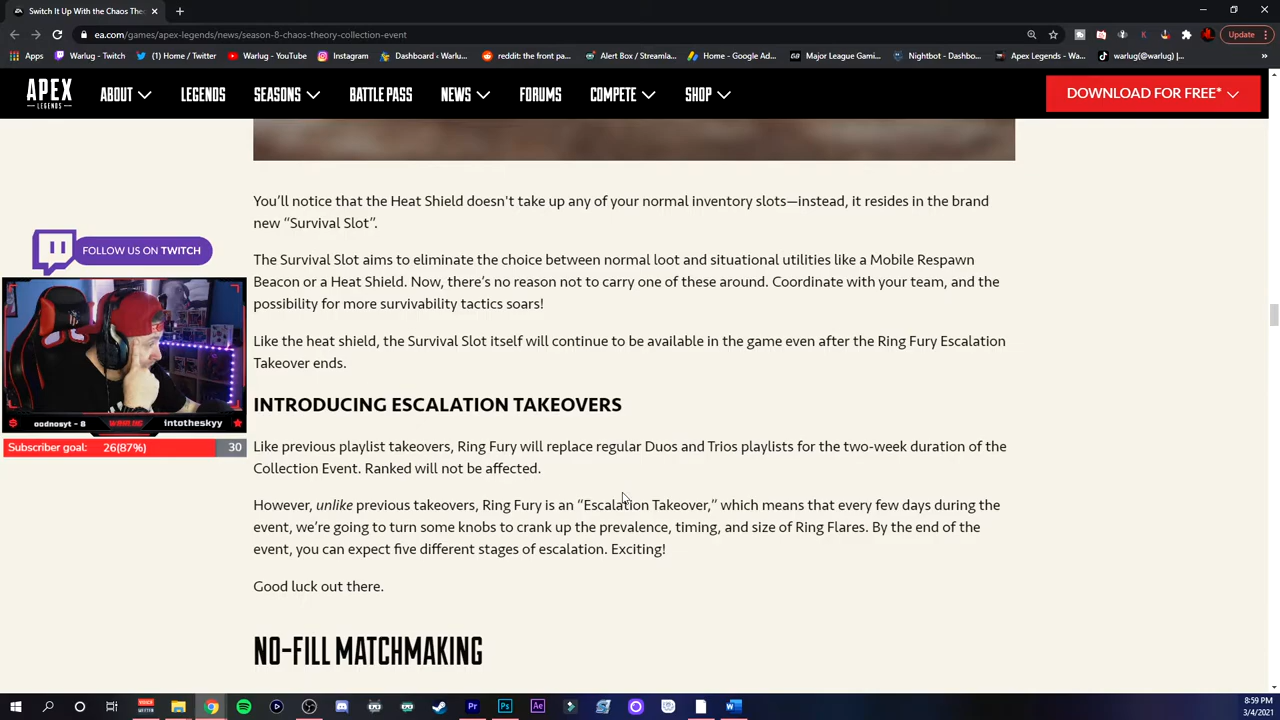 Switch It Up With the Chaos The
ea.com/games/apex-legends/news/season-8-chaos-theory-collection-event
Update
Apps
Warlug - Twitch
(1) Home / Twitter
Warlug - YouTube
Instagram
Streamlabs
reddit: the front pa...
Alert Box / Streamla...
Home - Google Ad...
Major League Gami...
Nightbot - Dashbo...
Apex Legends - Wa...
warlug(@warlug) |...
APEX
LEGENDS
ABOUT
LEGENDS
SEASONS
BATTLE PASS
NEWS
FORUMS
COMPETE
SHOP
DOWNLOAD FOR FREE*
You’ll notice that the Heat Shield doesn't take up any of your normal inventory slots—instead, it resides in the brand
new “Survival Slot”.
FOLLOW US ON TWITCH
The Survival Slot aims to eliminate the choice between normal loot and situational utilities like a Mobile Respawn
Beacon or a Heat Shield. Now, there’s no reason not to carry one of these around. Coordinate with your team, and the
possibility for more survivability tactics soars!
Like the heat shield, the Survival Slot itself will continue to be available in the game even after the Ring Fury Escalation
Takeover ends.
INTRODUCING ESCALATION TAKEOVERS
oodnosyt - 8
WARLUG
intotheskyy
Subscriber goal:
26(87%)
30
Like previous playlist takeovers, Ring Fury will replace regular Duos and Trios playlists for the two-week duration of the
Collection Event. Ranked will not be affected.
However, unlike previous takeovers, Ring Fury is an “Escalation Takeover,” which means that every few days during the
event, we’re going to turn some knobs to crank up the prevalence, timing, and size of Ring Flares. By the end of the
event, you can expect five different stages of escalation. Exciting!
Good luck out there.
NO-FILL MATCHMAKING
Pr
Ps
Ae
8:59 PM
3/4/2021